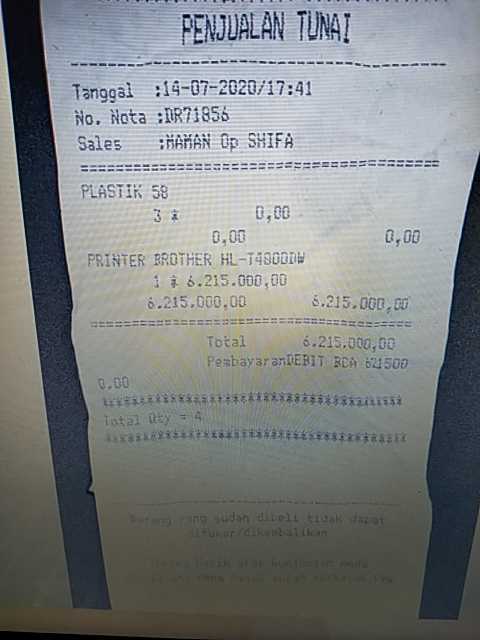 PENJUALAN TUNAI
Tanggal :14-07-2020/17:41
No. Nota :DR71856
Sales :MAMAN Op SHIFA
PLASTIK 58
3 * 0,00
0,00 0,00
PRINTER BROTHER HL-T4000DW
1 * 6.215.000,00
6.215.000,00 6.215.000,00
Total 6.215.000,00
PembayaranDEBIT BCA 621500
0.00
Total Qty = 4
Barang yang sudah dibeli tidak dapat
ditukar/dikembalikan